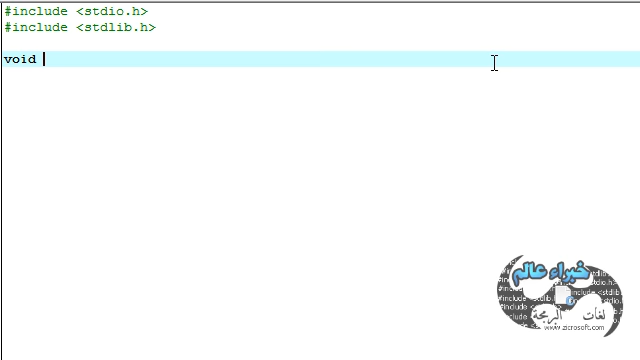 #include <stdio.h>
#include <stdlib.h>
void
خبراء عالم
لغات البرمجة
www.zicrosoft.com